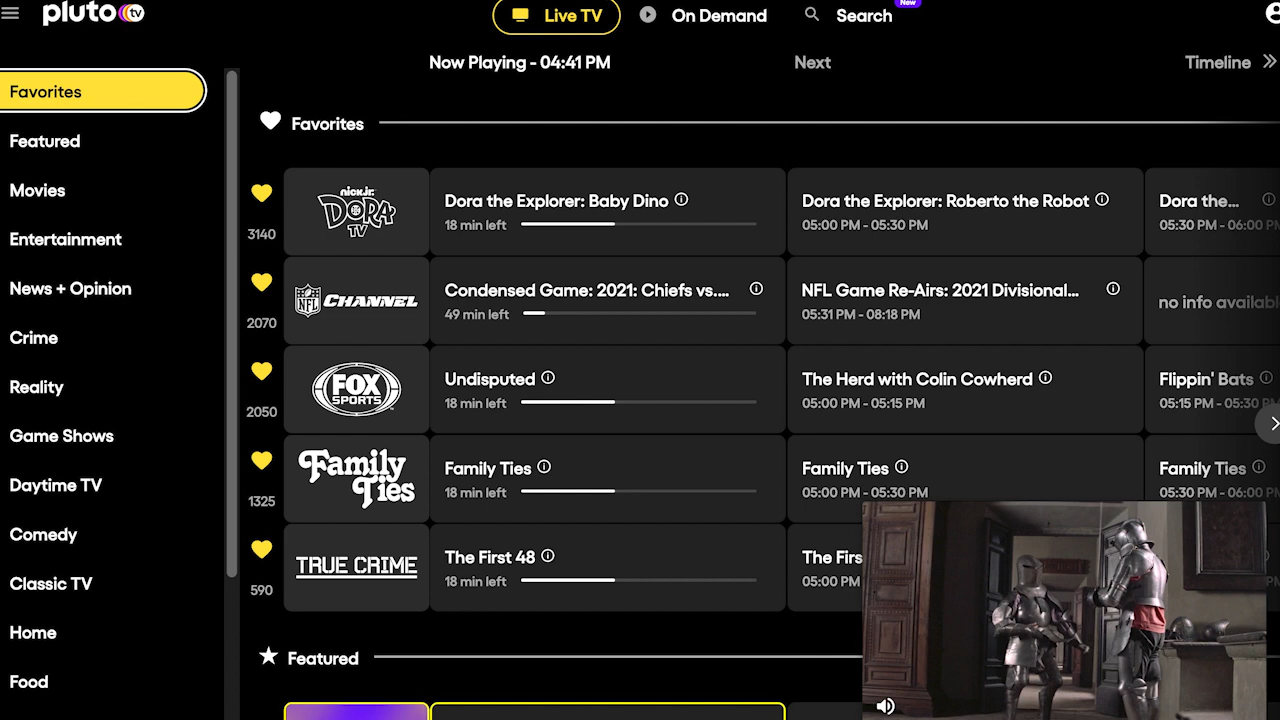 pluto tv
Live TV
On Demand
Search
New
Now Playing - 04:41 PM
Next
Timeline
Favorites
Featured
Movies
Entertainment
News + Opinion
Crime
Reality
Game Shows
Daytime TV
Comedy
Classic TV
Home
Food
Favorites
3140
nick jr.
DORA
TV
Dora the Explorer: Baby Dino
18 min left
Dora the Explorer: Roberto the Robot
05:00 PM - 05:30 PM
Dora the...
05:30 PM - 06:00 P
2070
NFL CHANNEL
Condensed Game: 2021: Chiefs vs....
49 min left
NFL Game Re-Airs: 2021 Divisional...
05:31 PM - 08:18 PM
no info availab
2050
FOX
SPORTS
Undisputed
18 min left
The Herd with Colin Cowherd
05:00 PM - 05:15 PM
Flippin' Bats
05:15 PM - 05:30
1325
Family
Ties
Family Ties
18 min left
Family Ties
05:00 PM - 05:30 PM
Family Ties
05:30 PM - 06:00 P
590
TRUE CRIME
The First 48
18 min left
The Firs
05:00 PM
Featured